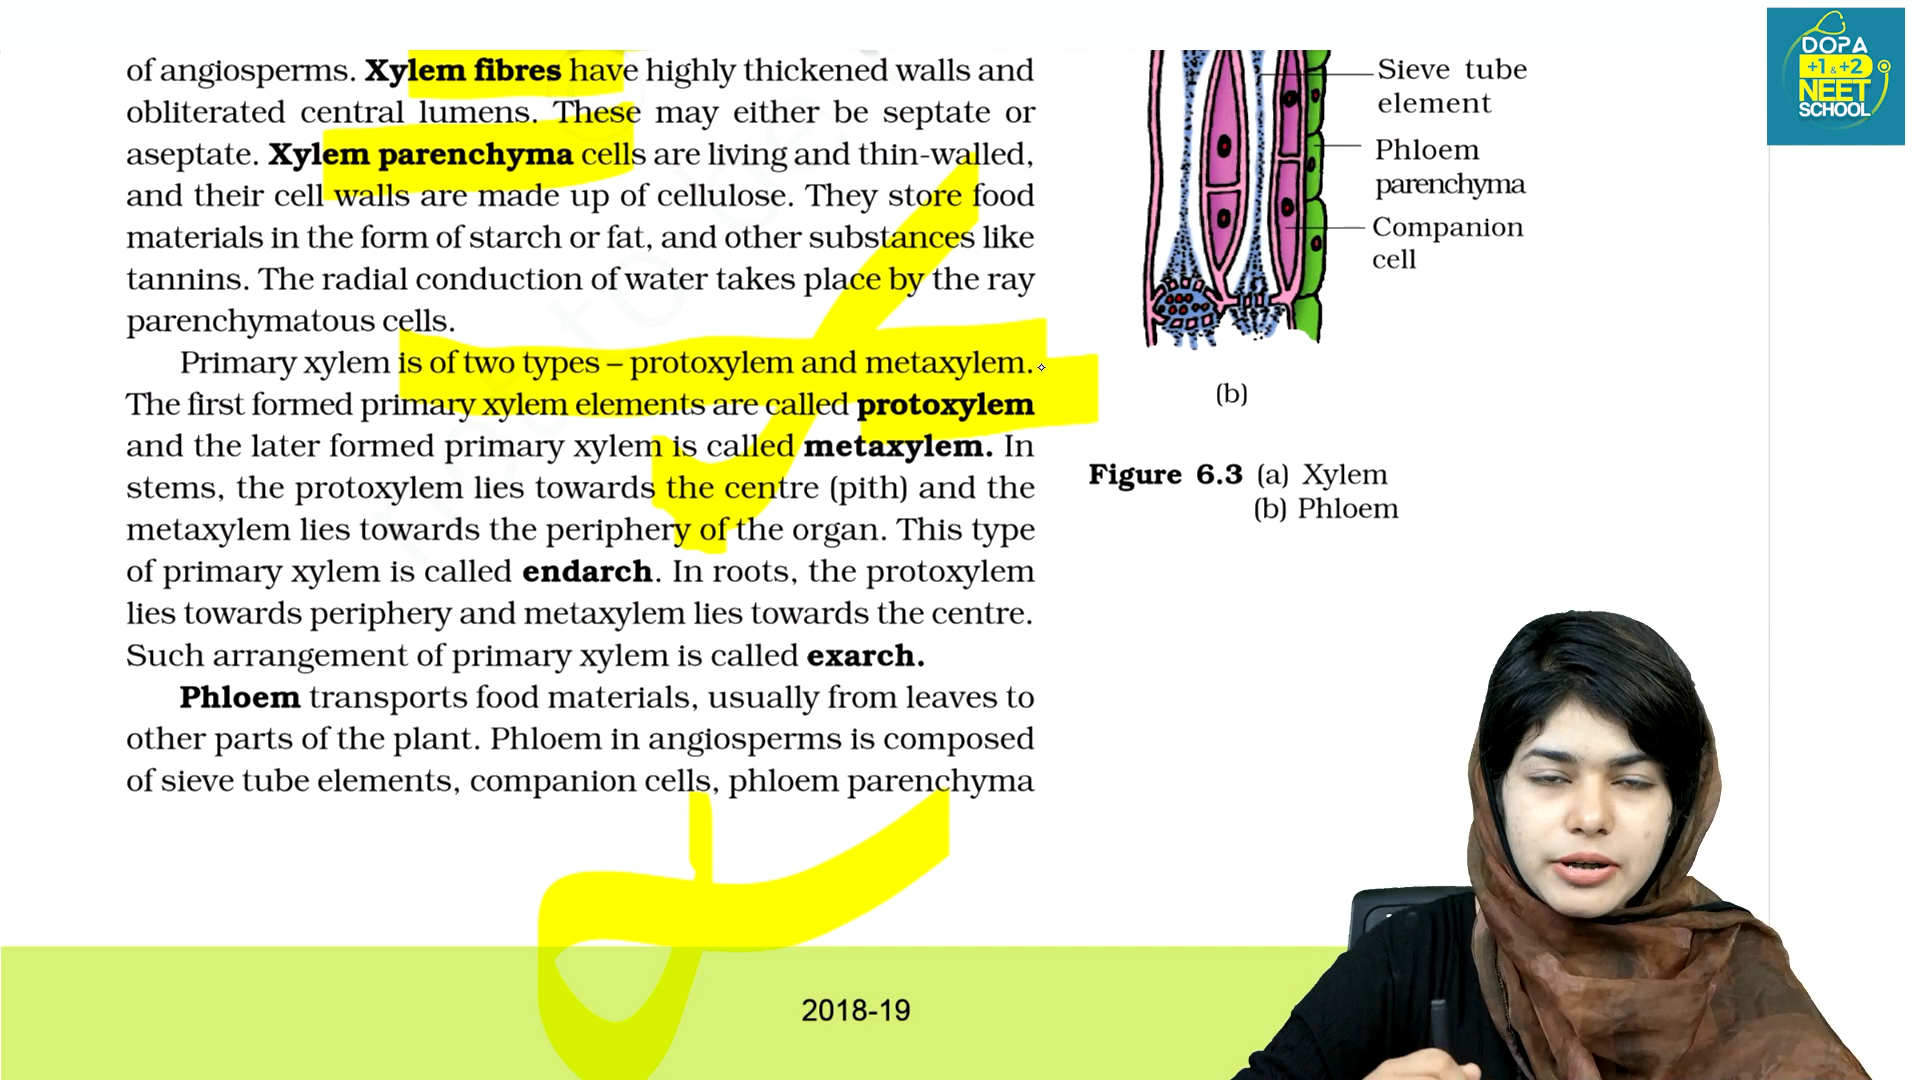 of angiosperms. Xylem fibres have highly thickened walls and
obliterated central lumens. These may either be septate or
aseptate. Xylem parenchyma cells are living and thin-walled,
and their cell walls are made up of cellulose. They store food
materials in the form of starch or fat, and other substances like
tannins. The radial conduction of water takes place by the ray
parenchymatous cells.
Primary xylem is of two types – protoxylem and metaxylem.
The first formed primary xylem elements are called protoxylem
and the later formed primary xylem is called metaxylem. In
stems, the protoxylem lies towards the centre (pith) and the
metaxylem lies towards the periphery of the organ. This type
of primary xylem is called endarch. In roots, the protoxylem
lies towards periphery and metaxylem lies towards the centre.
Such arrangement of primary xylem is called exarch.
Phloem transports food materials, usually from leaves to
other parts of the plant. Phloem in angiosperms is composed
of sieve tube elements, companion cells, phloem parenchyma
2018-19
Sieve tube
element
Phloem
parenchyma
Companion
cell
(b)
Figure 6.3 (a) Xylem
(b) Phloem
DOPA
+1 & +2
NEET
SCHOOL